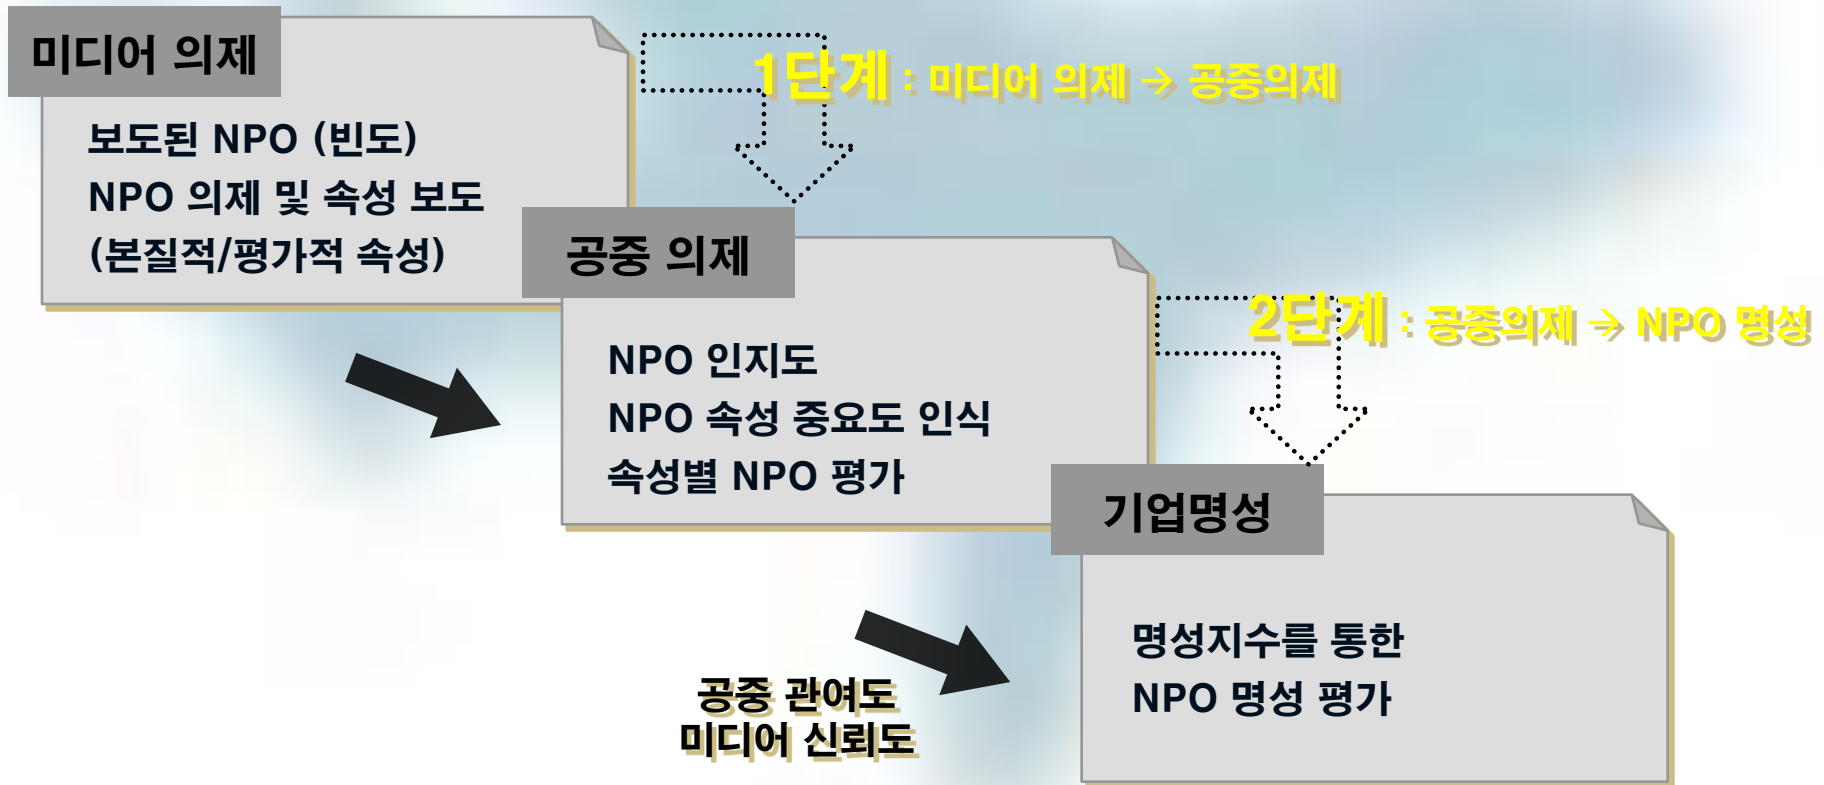 미디어 의제
보도된 NPO (빈도)
NPO 의제 및 속성 보도
(본질적/평가적 속성)
1단계 : 미디어 의제 → 공중의제
공중 의제
NPO 인지도
NPO 속성 중요도 인식
속성별 NPO 평가
2단계 : 공중의제 → NPO 명성
기업명성
명성지수를 통한
NPO 명성 평가
공중 관여도
미디어 신뢰도